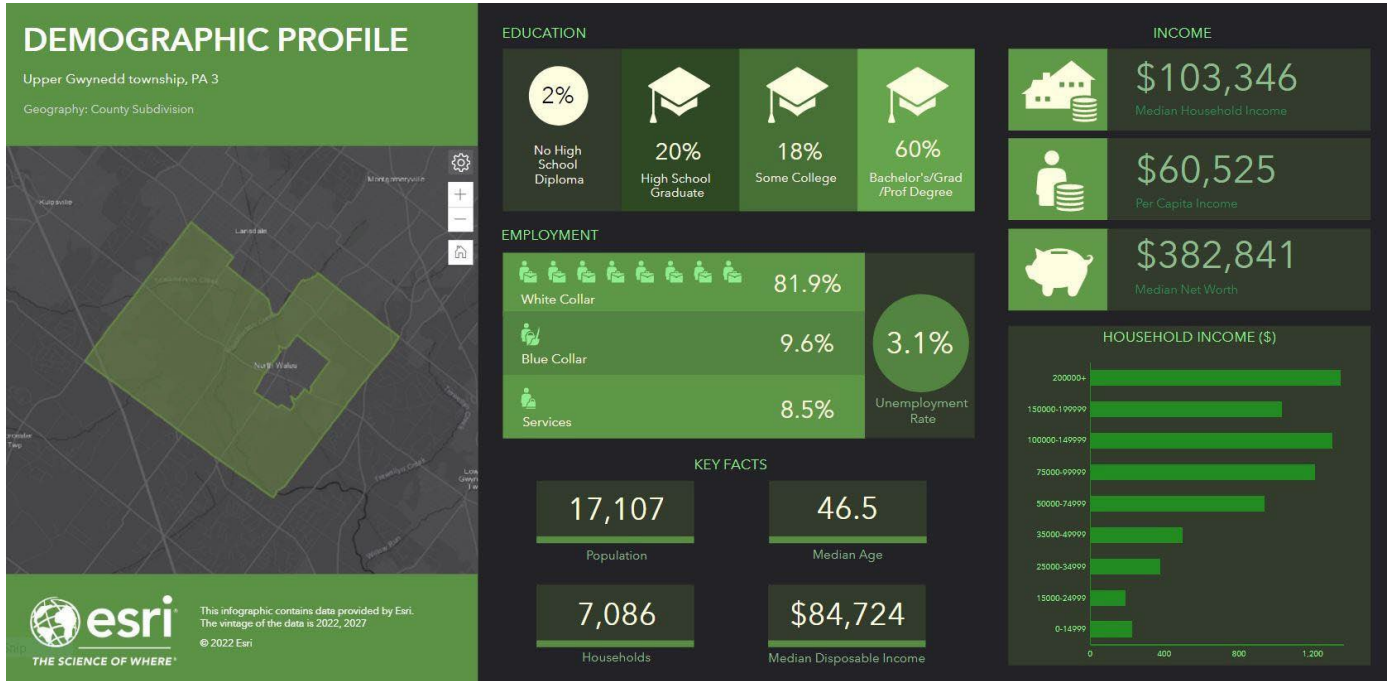 DEMOGRAPHIC PROFILE
Upper Gwynedd township, PA 3
Geography: County Subdivision
Montgomeryville
Kulpsville
Lansdale
North Wales
Twp
Low
Gwyn
esri
THE SCIENCE OF WHERE®
This infographic contains data provided by Esri.
The vintage of the data is 2022, 2027
© 2022 Esri
EDUCATION
2%
No High
School
Diploma
20%
High School
Graduate
18%
Some College
60%
Bachelor's/Grad
/Prof Degree
EMPLOYMENT
White Collar
81.9%
Blue Collar
9.6%
Services
8.5%
3.1%
Unemployment
Rate
KEY FACTS
17,107
Population
46.5
Median Age
7,086
Households
$84,724
Median Disposable Income
INCOME
$103,346
Median Household Income
$60,525
Per Capita Income
$382,841
Median Net Worth
HOUSEHOLD INCOME ($)
200000+
150000-199999
100000-149999
75000-99999
50000-74999
35000-49999
25000-34999
15000-24999
0-14999
0 400 800 1,200